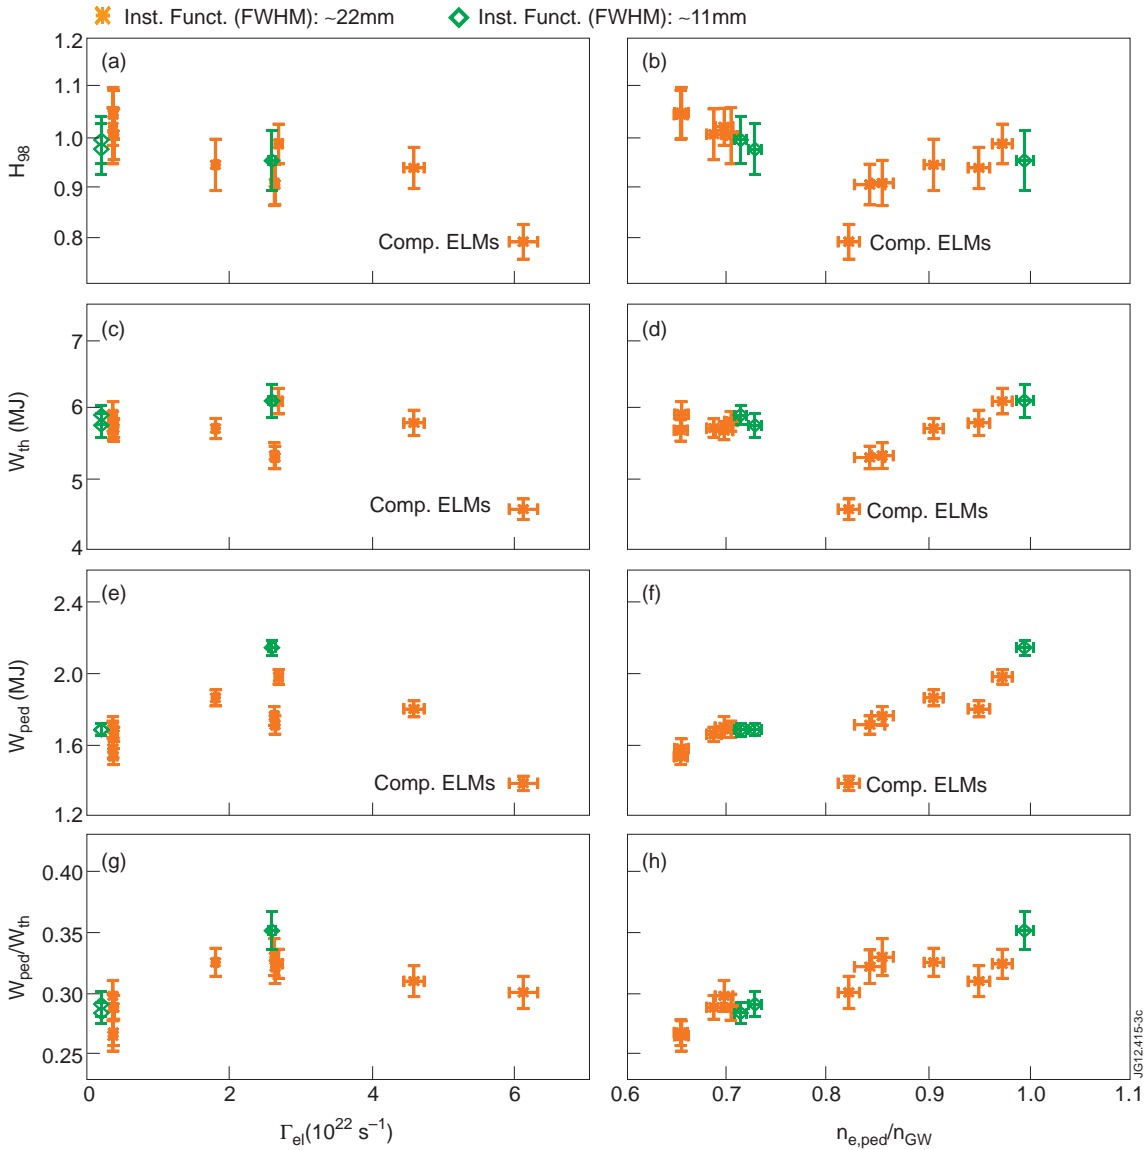 Inst. Funct. (FWHM): ~22mm Inst. Funct. (FWHM): ~11mm
(a)
1.2
1.1
1.0
0.9
0.8
H98
Comp. ELMs
(b)
Comp. ELMs
(c)
7
6
5
4
Wth (MJ)
Comp. ELMs
(d)
Comp. ELMs
(e)
2.4
2.0
1.6
1.2
Wped (MJ)
Comp. ELMs
(f)
Comp. ELMs
(g)
0.40
0.35
0.30
0.25
Wped/Wth
0 2 4 6
Γel(10²² s⁻¹)
(h)
0.6 0.7 0.8 0.9 1.0 1.1
ne,ped/nGW
JG12.415-3c